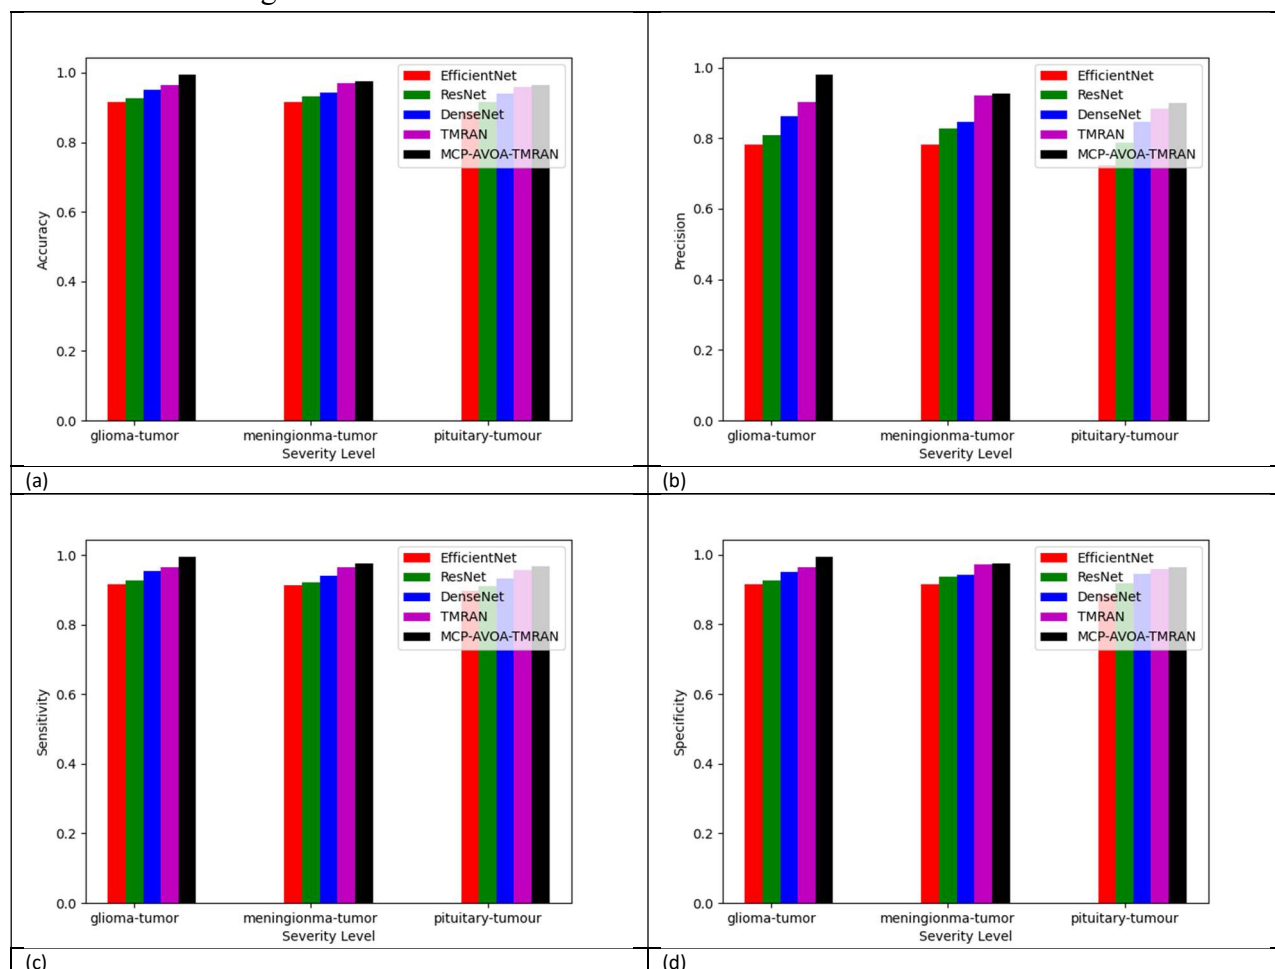 1.0
0.8
0.6
0.4
0.2
0.0
Accuracy
EfficientNet
ResNet
DenseNet
TMRAN
MCP-AVOA-TMRAN
glioma-tumor meningionma-tumor pituitary-tumour
Severity Level
(a)
1.0
0.8
0.6
0.4
0.2
0.0
Precision
EfficientNet
ResNet
DenseNet
TMRAN
MCP-AVOA-TMRAN
glioma-tumor meningionma-tumor pituitary-tumour
Severity Level
(b)
1.0
0.8
0.6
0.4
0.2
0.0
Sensitivity
EfficientNet
ResNet
DenseNet
TMRAN
MCP-AVOA-TMRAN
glioma-tumor meningionma-tumor pituitary-tumour
Severity Level
(c)
1.0
0.8
0.6
0.4
0.2
0.0
Specificity
EfficientNet
ResNet
DenseNet
TMRAN
MCP-AVOA-TMRAN
glioma-tumor meningionma-tumor pituitary-tumour
Severity Level
(d)